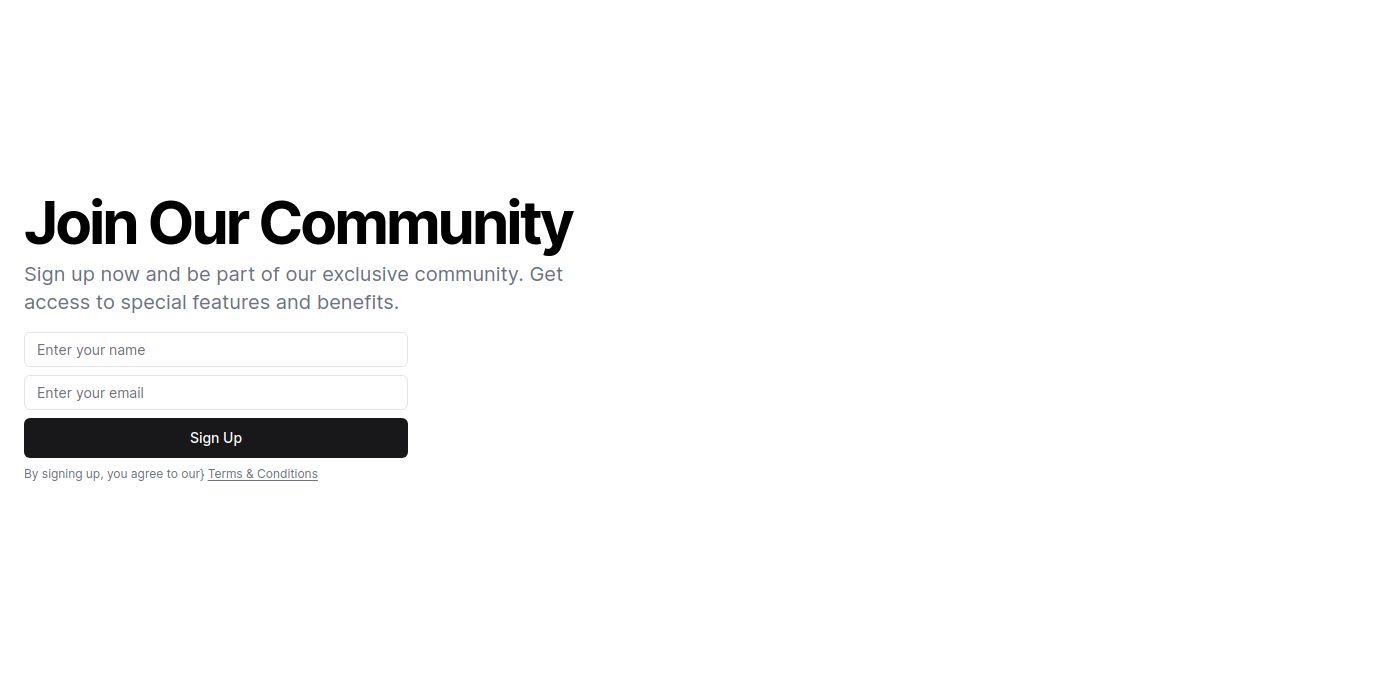 Join Our Community
Sign up now and be part of our exclusive community. Get
access to special features and benefits.
Enter your name
Enter your email
Sign Up
By signing up, you agree to our} Terms & Conditions